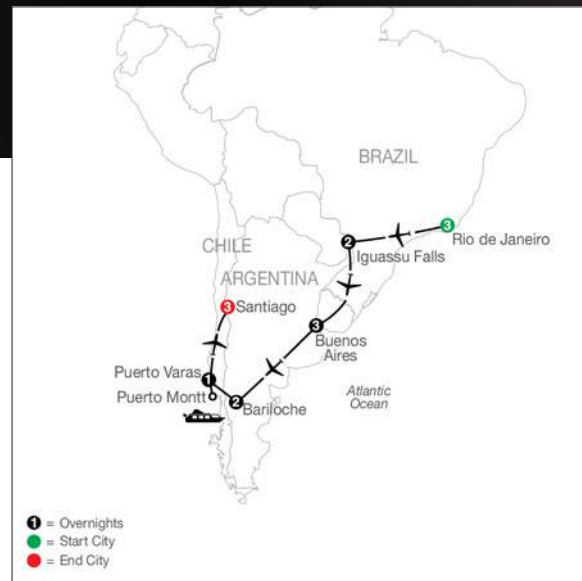 BRAZIL
3
Rio de Janeiro
2
Iguassu Falls
CHILE
ARGENTINA
3 Santiago
3
Buenos
Aires
Puerto Varas 1
Puerto Montt
2
Bariloche
Atlantic
Ocean
1 = Overnights
= Start City
= End City